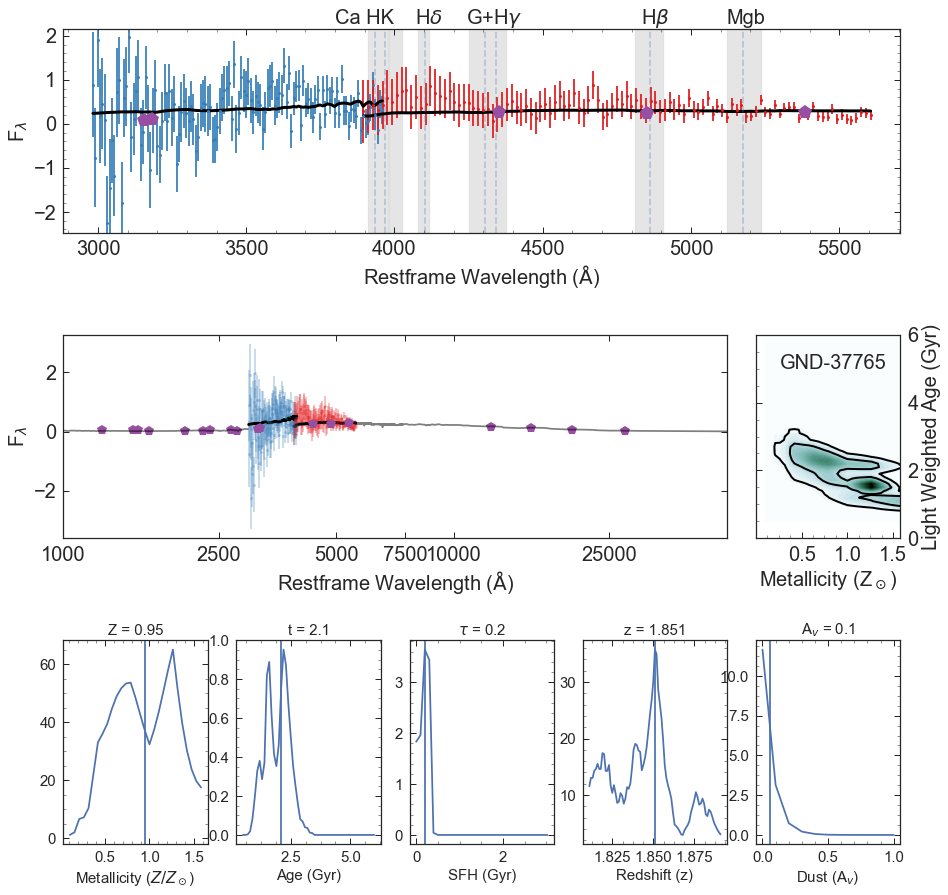 Ca HK Hδ G+Hγ Hβ Mgb
2
1
0
−1
−2
F_λ
3000 3500 4000 4500 5000 5500
Restframe Wavelength (Å)
2
0
−2
F_λ
1000 2500 5000 7500 10000 25000
Restframe Wavelength (Å)
GND-37765
6
4
2
0
Light Weighted Age (Gyr)
0.5 1.0 1.5
Metallicity (Z_⊙)
Z = 0.95
60
40
20
0
0.5 1.0 1.5
Metallicity (Z/Z_⊙)
t = 2.1
1.0
0.8
0.6
0.4
0.2
0.0
2.5 5.0
Age (Gyr)
τ = 0.2
3
2
1
0
0 2
SFH (Gyr)
z = 1.851
30
20
10
1.825 1.850 1.875
Redshift (z)
A_v = 0.1
10.0
7.5
5.0
2.5
0.0
0.0 0.5 1.0
Dust (A_v)